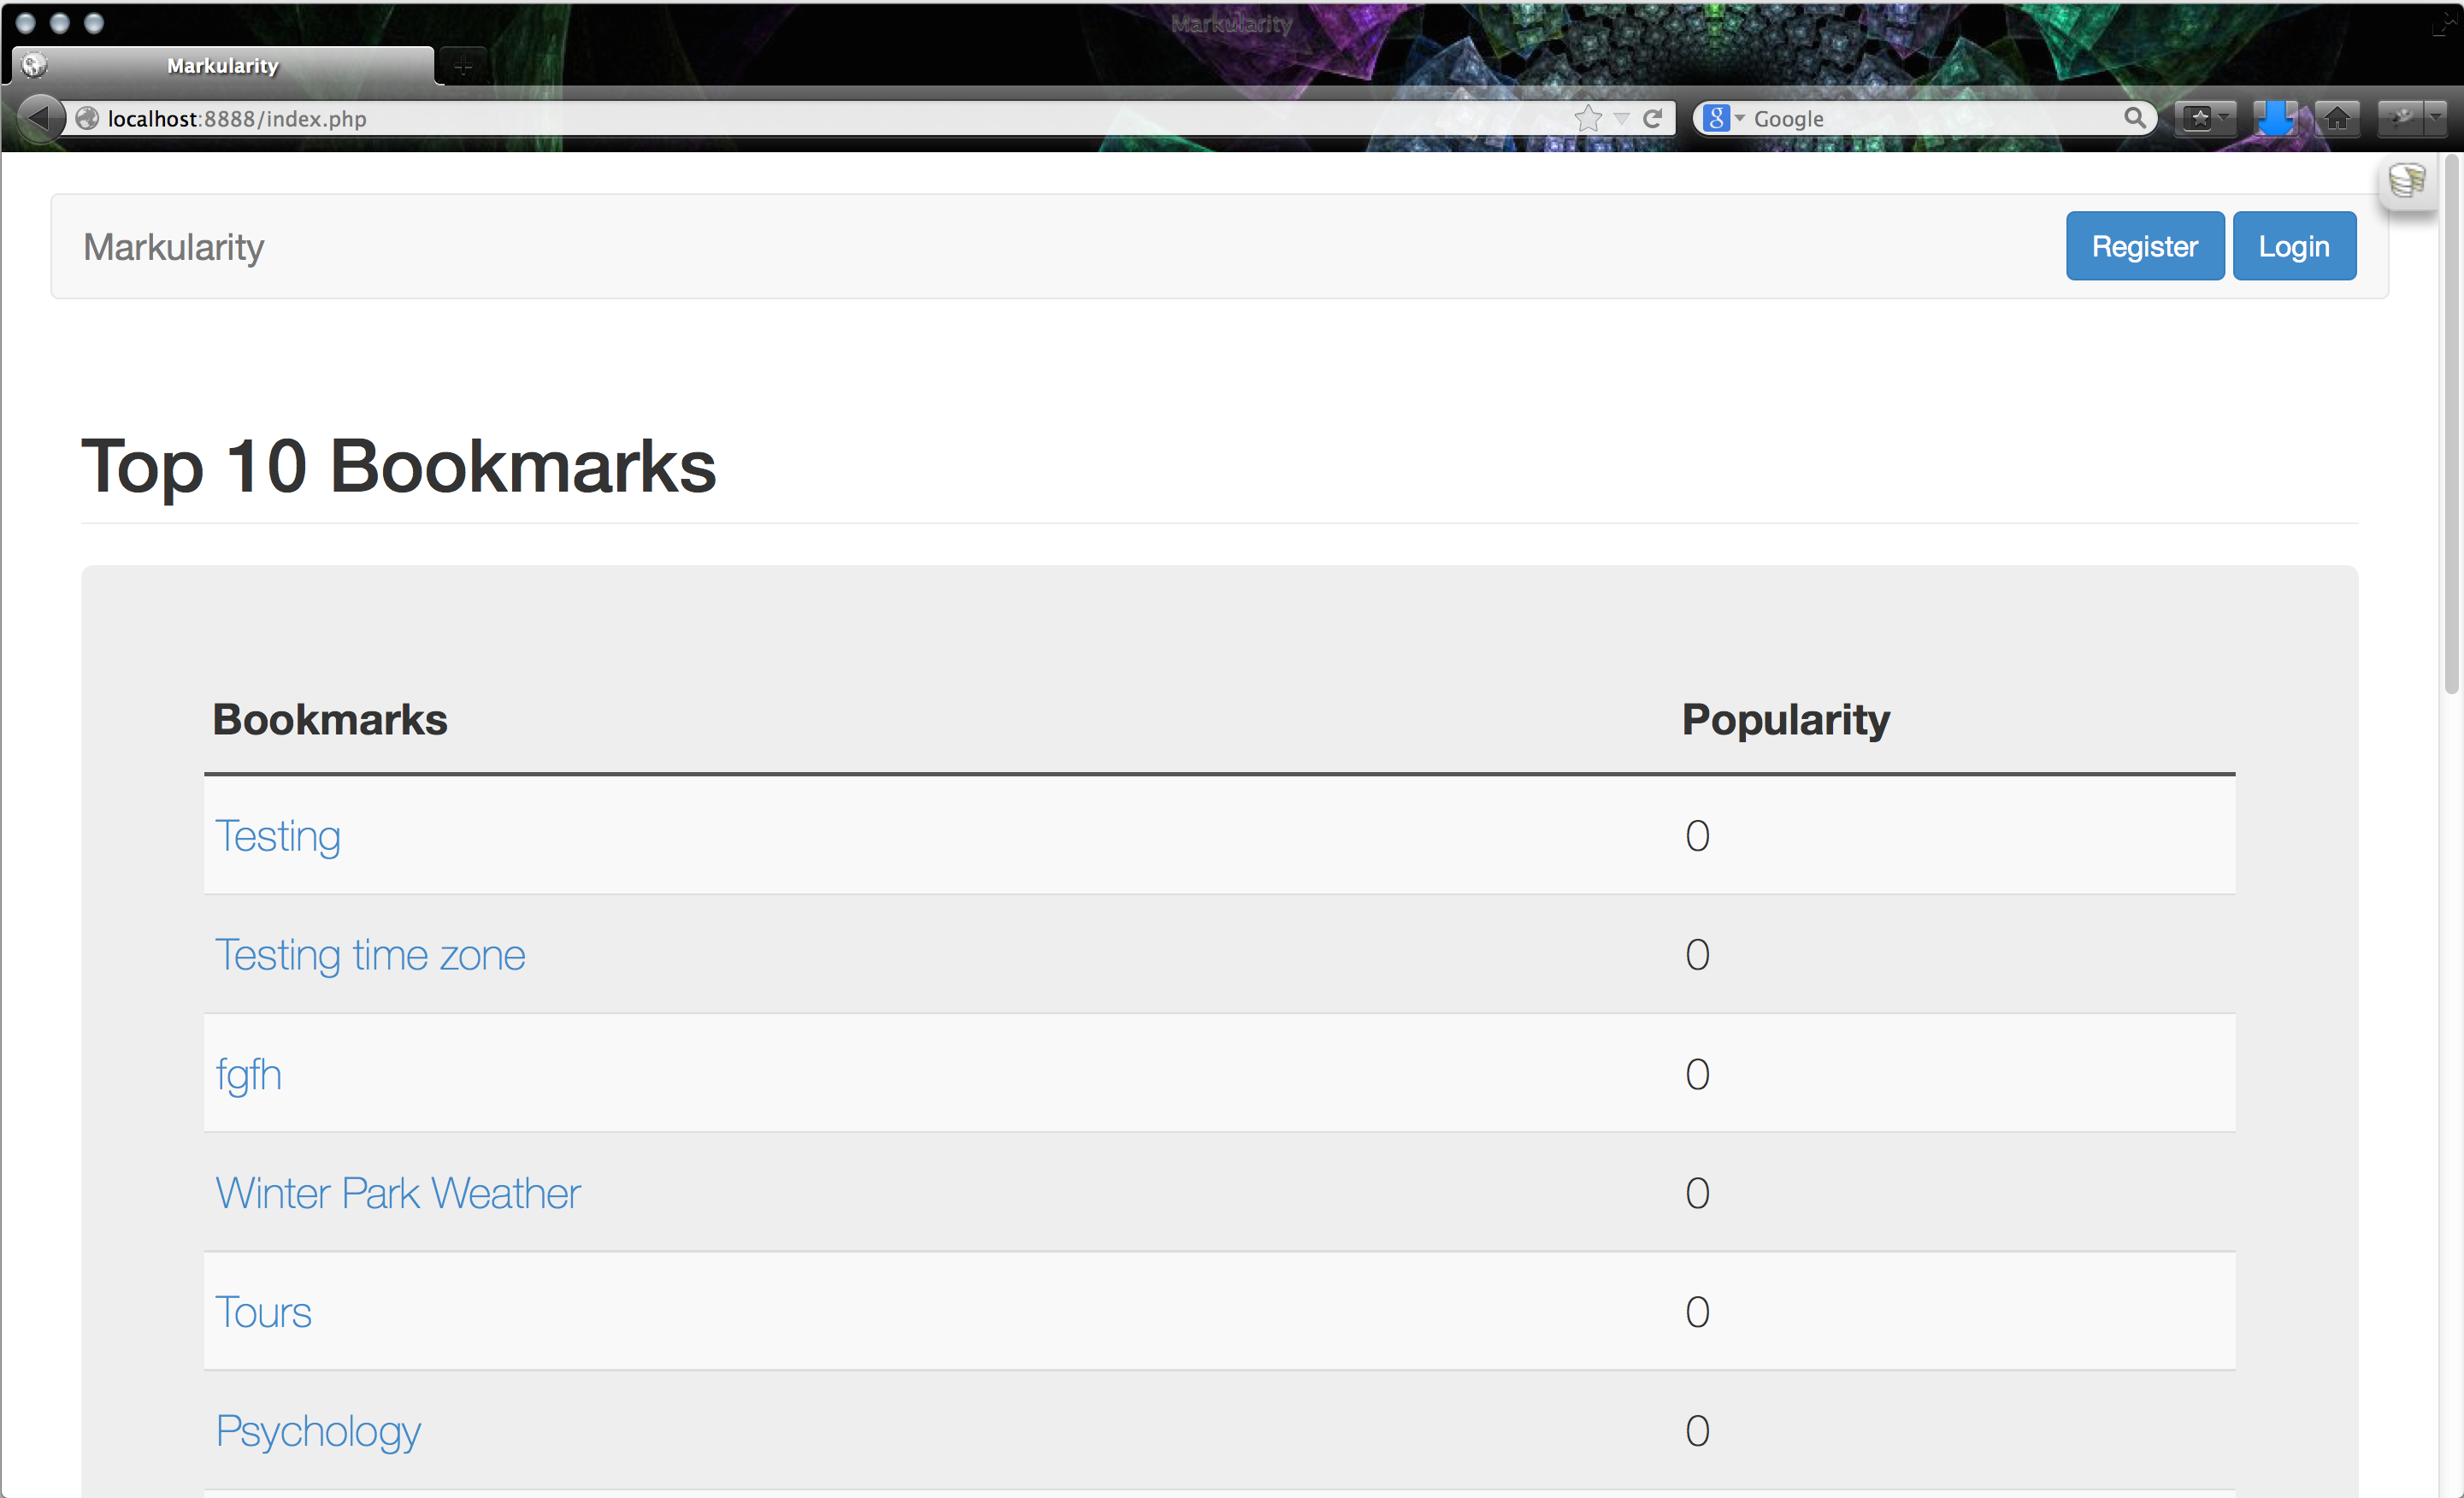 Markularity
Markularity
localhost:8888/index.php
Google
Markularity
Register
Login
Top 10 Bookmarks
Bookmarks Popularity
Testing 0
Testing time zone 0
fgfh 0
Winter Park Weather 0
Tours 0
Psychology 0